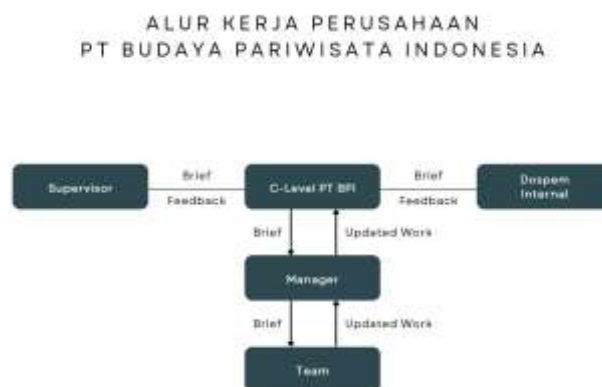 ALUR KERJA PERUSAHAAN
PT BUDAYA PARIWISATA INDONESIA
Supervisor
Brief
Feedback
C-Level PT BPI
Brief
Feedback
Dospem
Internal
Brief
Updated Work
Manager
Brief
Updated Work
Team